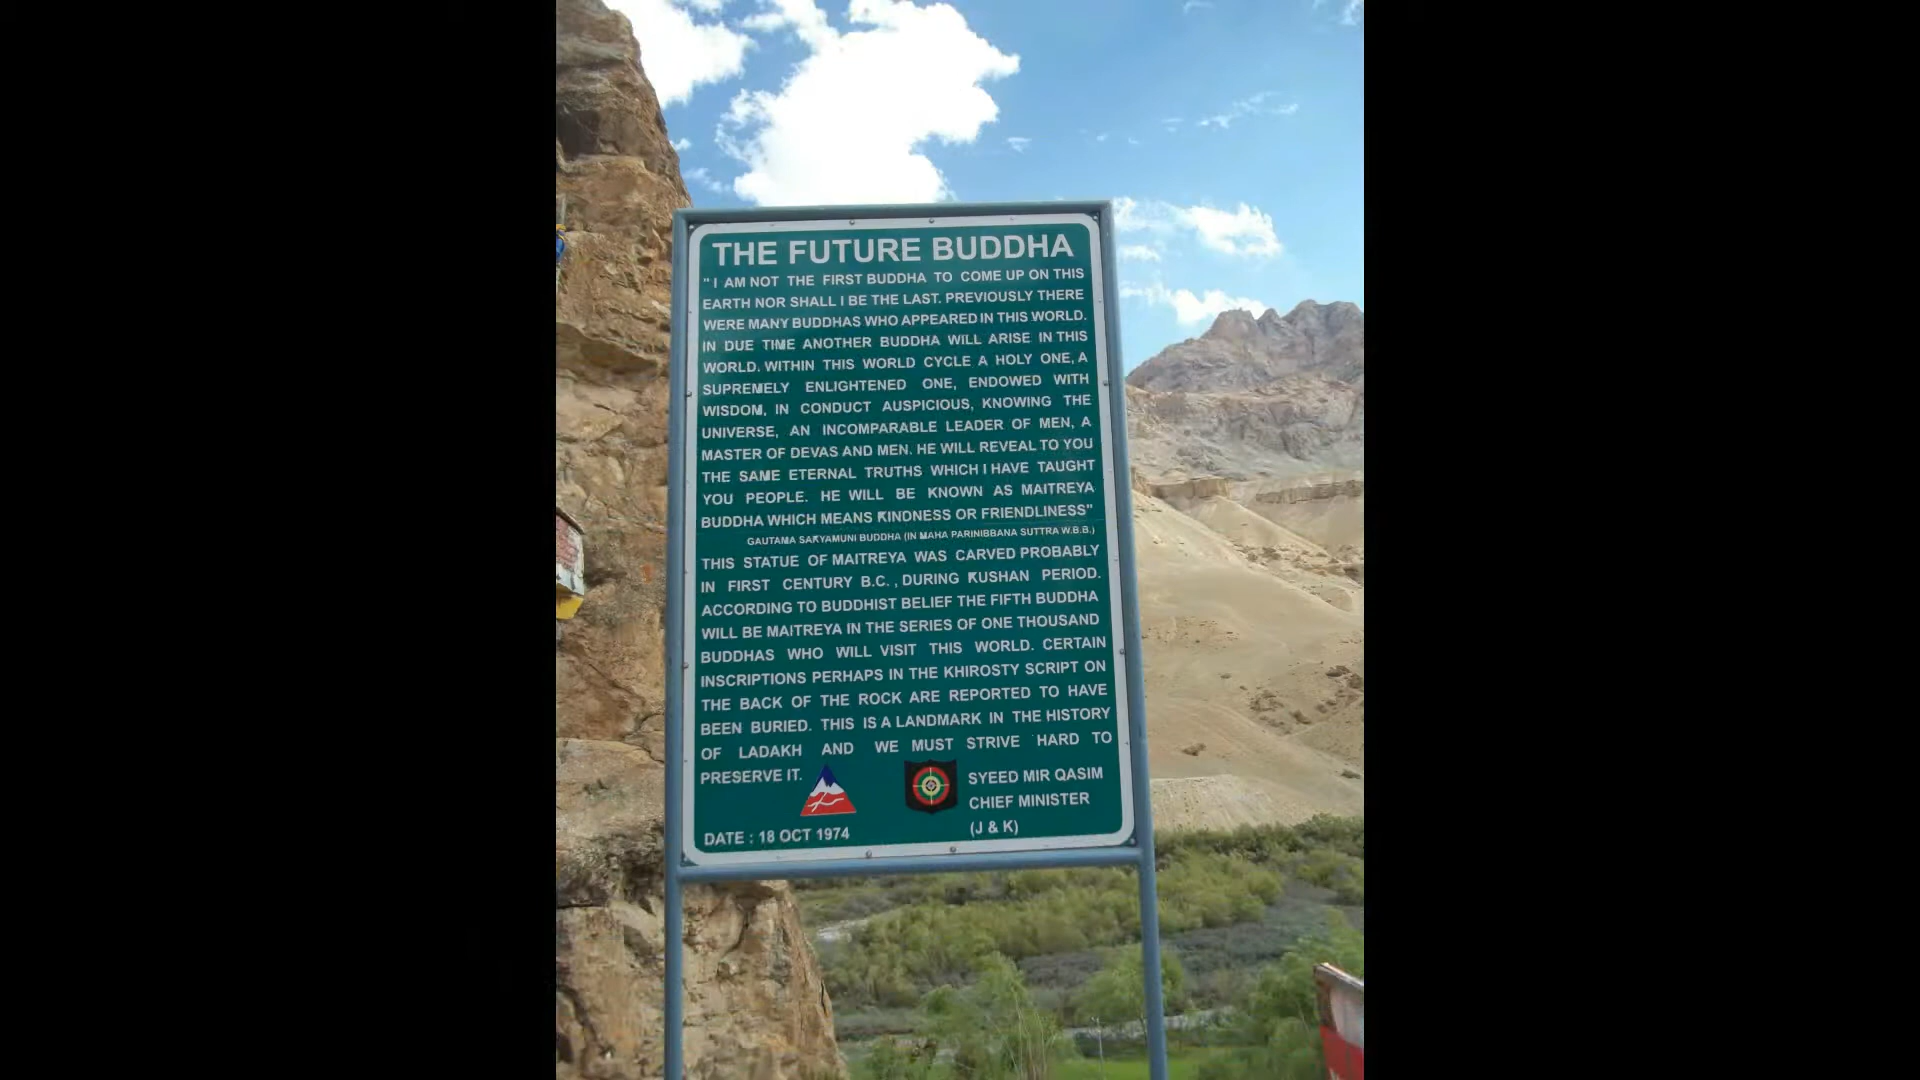 THE FUTURE BUDDHA
" I AM NOT THE FIRST BUDDHA TO COME UP ON THIS
EARTH NOR SHALL I BE THE LAST. PREVIOUSLY THERE
WERE MANY BUDDHAS WHO APPEARED IN THIS WORLD.
IN DUE TIME ANOTHER BUDDHA WILL ARISE IN THIS
WORLD. WITHIN THIS WORLD CYCLE A HOLY ONE, A
SUPREMELY ENLIGHTENED ONE, ENDOWED WITH
WISDOM, IN CONDUCT AUSPICIOUS, KNOWING THE
UNIVERSE, AN INCOMPARABLE LEADER OF MEN, A
MASTER OF DEVAS AND MEN. HE WILL REVEAL TO YOU
THE SAME ETERNAL TRUTHS WHICH I HAVE TAUGHT
YOU PEOPLE. HE WILL BE KNOWN AS MAITREYA
BUDDHA WHICH MEANS KINDNESS OR FRIENDLINESS"
GAUTAMA SAKYAMUNI BUDDHA (IN MAHA PARINIBBANA SUTTRA W.B.B.)
THIS STATUE OF MAITREYA WAS CARVED PROBABLY
IN FIRST CENTURY B.C. , DURING KUSHAN PERIOD.
ACCORDING TO BUDDHIST BELIEF THE FIFTH BUDDHA
WILL BE MAITREYA IN THE SERIES OF ONE THOUSAND
BUDDHAS WHO WILL VISIT THIS WORLD. CERTAIN
INSCRIPTIONS PERHAPS IN THE KHIROSTY SCRIPT ON
THE BACK OF THE ROCK ARE REPORTED TO HAVE
BEEN BURIED. THIS IS A LANDMARK IN THE HISTORY
OF LADAKH AND WE MUST STRIVE HARD TO
PRESERVE IT.
SYEED MIR QASIM
CHIEF MINISTER
(J & K)
DATE : 18 OCT 1974